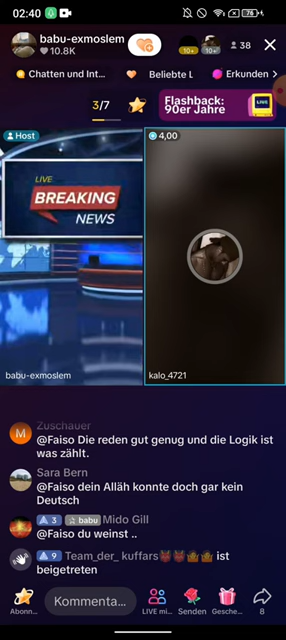 02:40
76
babu-exmoslem
10.8K
10+
10+
38
Chatten und Int...
Beliebte L
Erkunden
3/7
Flashback:
90er Jahre
LIVE
Host
4,00
LIVE
BREAKING
NEWS
babu-exmoslem
kalo_4721
Zuschauer
M
@Faiso Die reden gut genug und die Logik ist
was zählt.
Sara Bern
@Faiso dein Alläh konnte doch gar kein
Deutsch
3 babu Mido Gill
@Faiso du weinst ..
9 Team_der_ kuffars👹👹🙅🙅 ist
beigetreten
Kommenta...
Abonn...
LIVE mi...
Senden
Gesche...
8